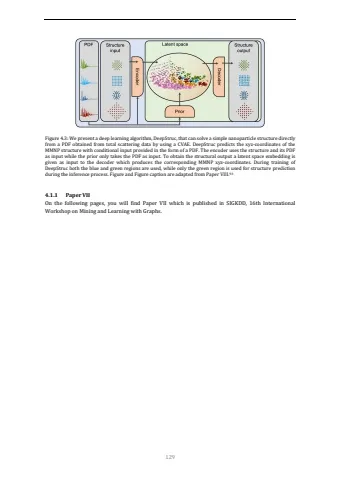 PDF
Structure
input
Latent space
Structure
output
Encoder
Decoder
Prior
Figure 4.3: We present a deep learning algorithm, DeepStruc, that can solve a simple nanoparticle structure directly
from a PDF obtained from total scattering data by using a CVAE. DeepStruc predicts the xyz-coordinates of the
MMNP structure with conditional input provided in the form of a PDF. The encoder uses the structure and its PDF
as input while the prior only takes the PDF as input. To obtain the structural output a latent space embedding is
given as input to the decoder which produces the corresponding MMNP xyz-coordinates. During training of
DeepStruc both the blue and green regions are used, while only the green region is used for structure prediction
during the inference process. Figure and Figure caption are adapted from Paper VIII.
4.1.1 Paper VII
On the following pages, you will find Paper VII which is published in SIGKDD, 16th International
Workshop on Mining and Learning with Graphs.
129